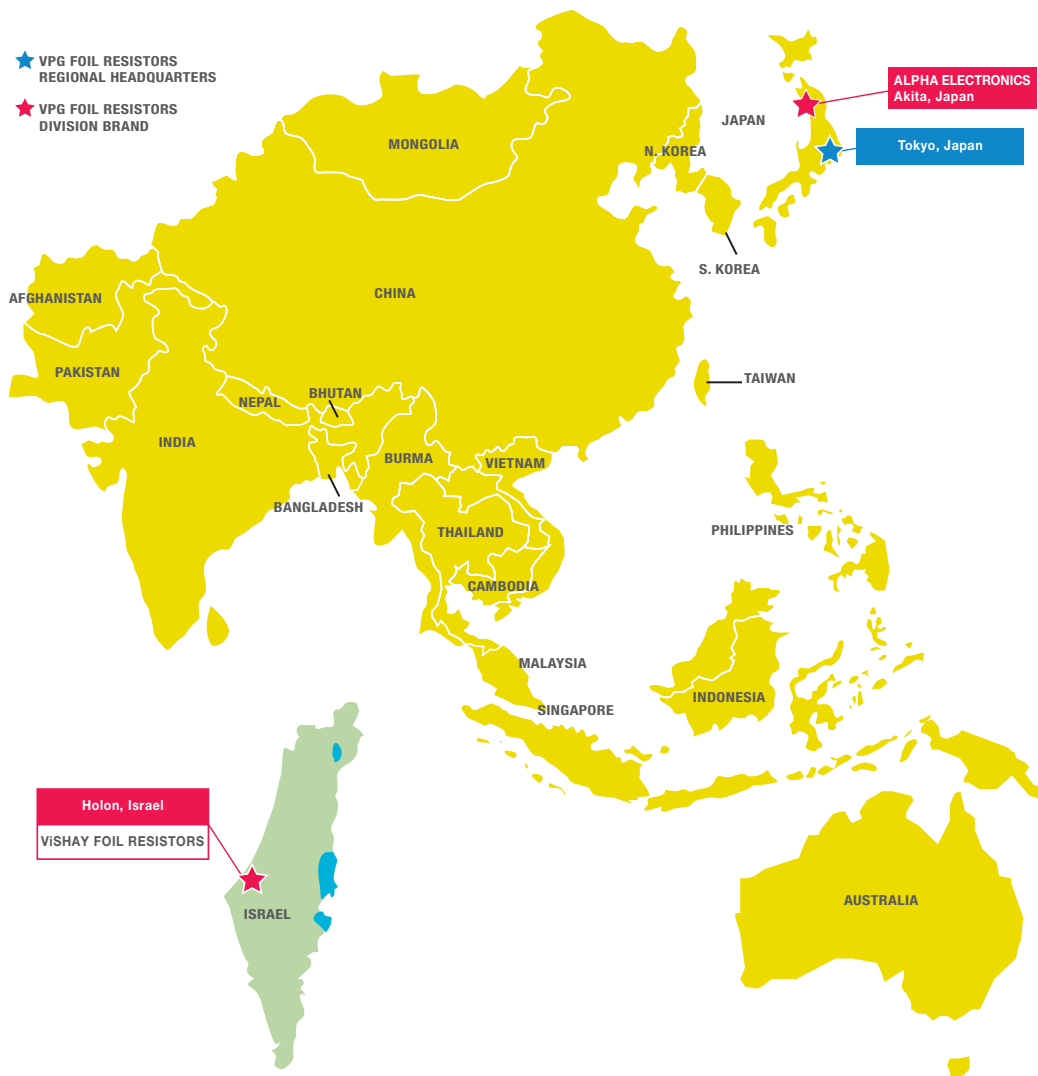 VPG FOIL RESISTORS
REGIONAL HEADQUARTERS
VPG FOIL RESISTORS
DIVISION BRAND
ALPHA ELECTRONICS
Akita, Japan
JAPAN
Tokyo, Japan
MONGOLIA
N. KOREA
S. KOREA
CHINA
AFGHANISTAN
PAKISTAN
TAIWAN
BHUTAN
NEPAL
INDIA
BURMA
VIETNAM
BANGLADESH
THAILAND
PHILIPPINES
CAMBODIA
MALAYSIA
INDONESIA
SINGAPORE
Holon, Israel
ViSHAY FOIL RESISTORS
ISRAEL
AUSTRALIA